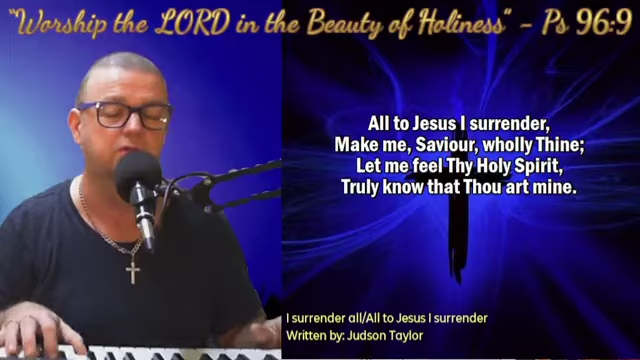 "Worship the LORD in the Beauty of Holiness" - Ps 96:9
All to Jesus I surrender,
Make me, Saviour, wholly Thine;
Let me feel Thy Holy Spirit,
Truly know that Thou art mine.
I surrender all/All to Jesus I surrender
Written by: Judson Taylor